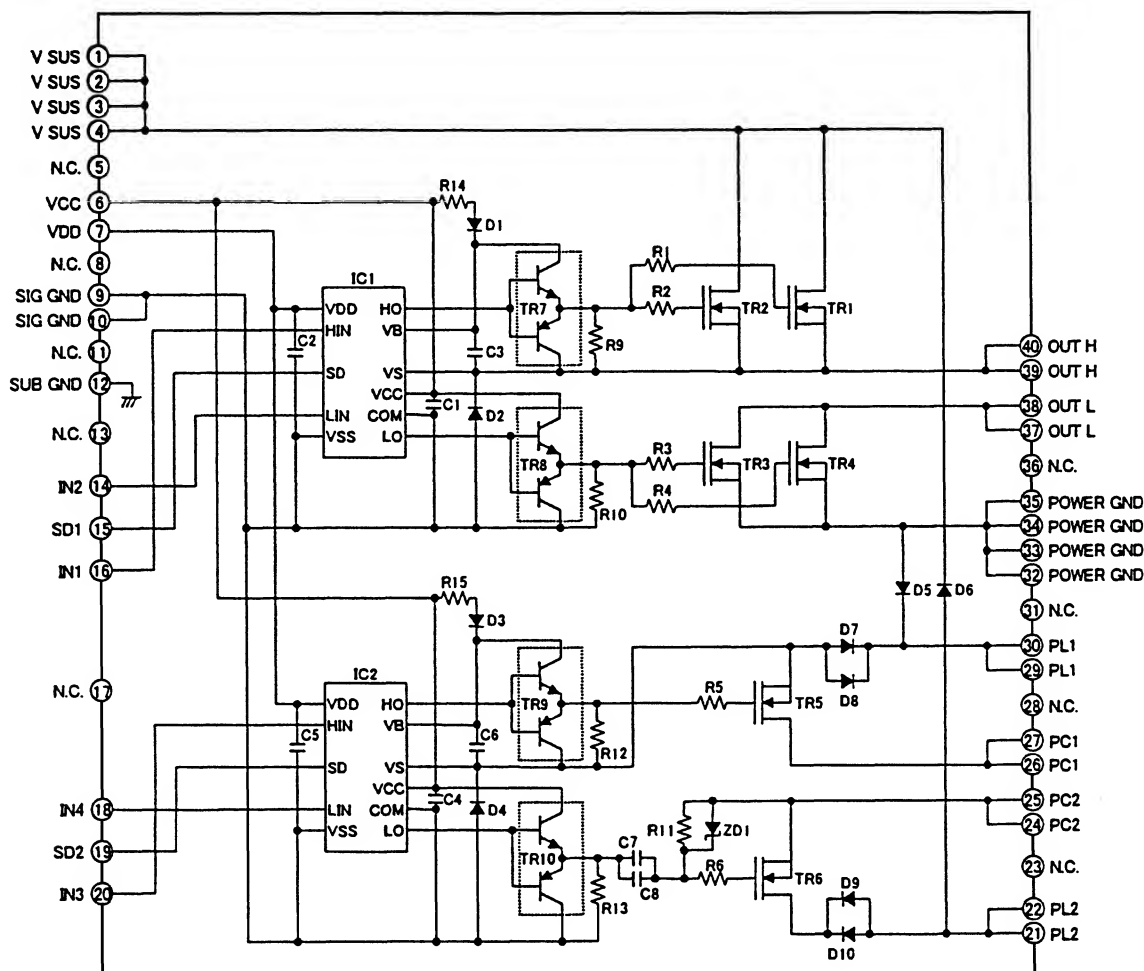 V SUS 1
V SUS 2
V SUS 3
V SUS 4
N.C. 5
VCC 6
VDD 7
N.C. 8
SIG GND 9
SIG GND 10
N.C. 11
SUB GND 12
N.C. 13
IN2 14
SD1 15
IN1 16
N.C. 17
IN4 18
SD2 19
IN3 20
R14
D1
IC1
VDD HO
HIN VB
SD VS
VCC
LIN COM
VSS LO
C2
C3
C1
D2
TR7
R9
R1
R2
TR2
TR1
TR8
R10
R3
R4
TR3
TR4
R15
D3
IC2
VDD HO
HIN VB
SD VS
VCC
LIN COM
VSS LO
C5
C6
C4
D4
TR9
R12
R5
TR5
D7
D8
D5
D6
TR10
R13
C7
C8
R11
ZD1
R6
TR6
D9
D10
40 OUT H
39 OUT H
38 OUT L
37 OUT L
36 N.C.
35 POWER GND
34 POWER GND
33 POWER GND
32 POWER GND
31 N.C.
30 PL1
29 PL1
28 N.C.
27 PC1
26 PC1
25 PC2
24 PC2
23 N.C.
22 PL2
21 PL2